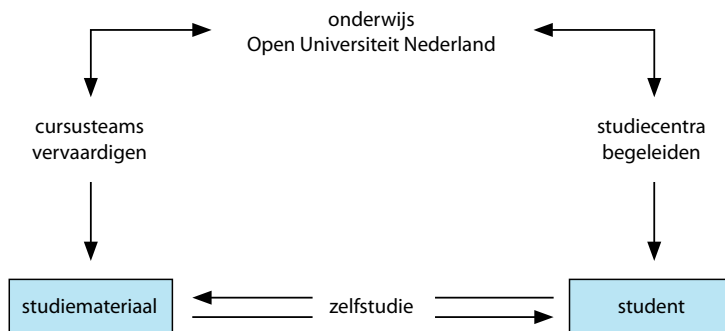 onderwijs
Open Universiteit Nederland
cursusteams
vervaardigen
studiecentra
begeleiden
studiemateriaal
zelfstudie
student